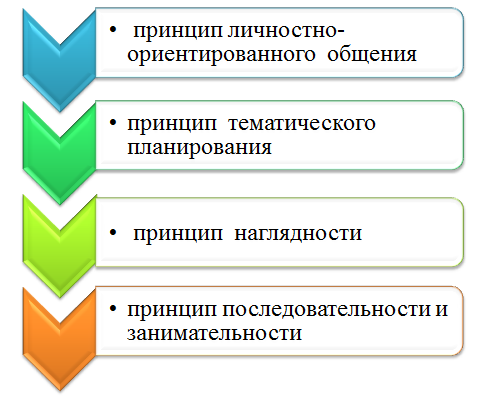 • принцип личностно-
ориентированного общения
• принцип тематического
планирования
• принцип наглядности
• принцип последовательности и
занимательности